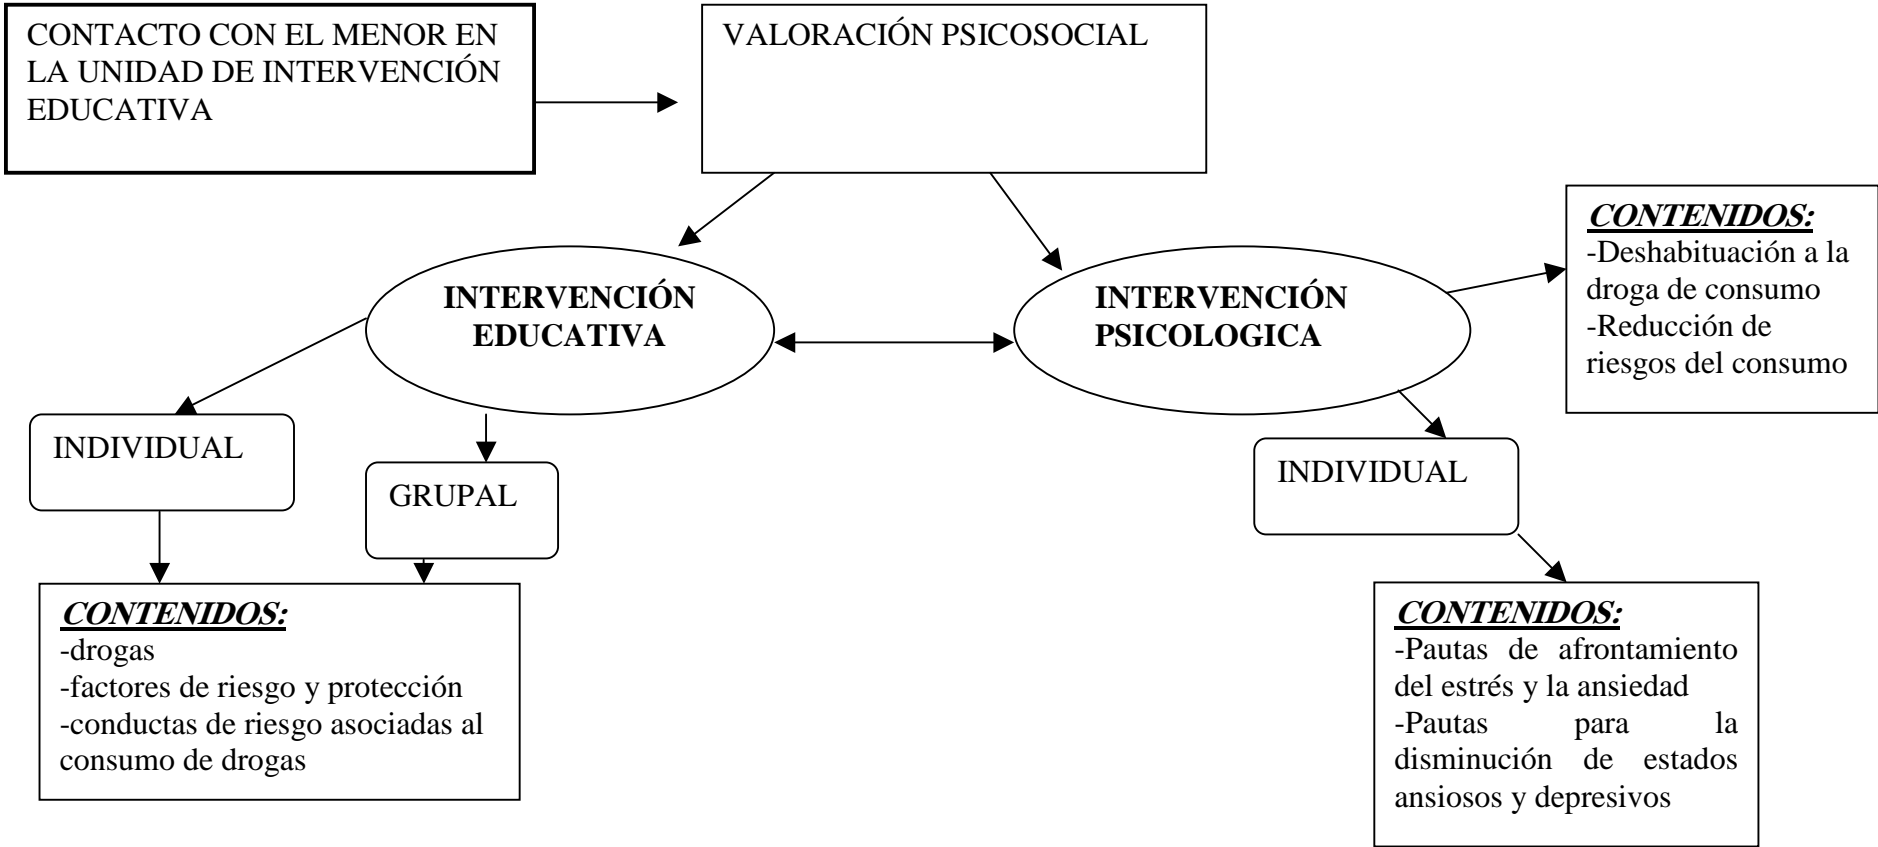 CONTACTO CON EL MENOR EN
LA UNIDAD DE INTERVENCIÓN
EDUCATIVA
VALORACIÓN PSICOSOCIAL
INTERVENCIÓN
EDUCATIVA
INTERVENCIÓN
PSICOLOGICA
CONTENIDOS:
-Deshabituación a la
droga de consumo
-Reducción de
riesgos del consumo
INDIVIDUAL
GRUPAL
INDIVIDUAL
CONTENIDOS:
-drogas
-factores de riesgo y protección
-conductas de riesgo asociadas al
consumo de drogas
CONTENIDOS:
-Pautas de afrontamiento
del estrés y la ansiedad
-Pautas para la
disminución de estados
ansiosos y depresivos